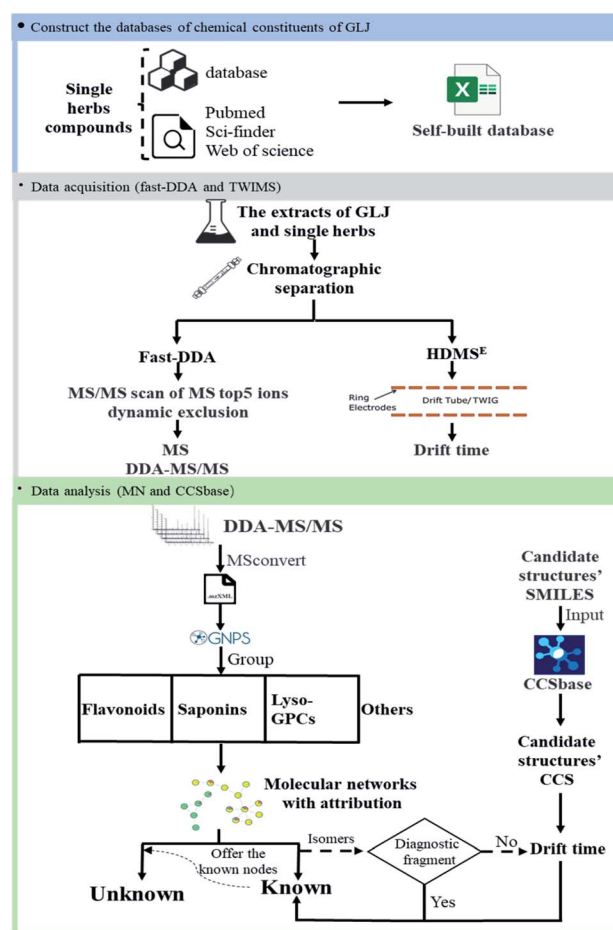 • Construct the databases of chemical constituents of GLJ
Single
herbs
compounds
database
Pubmed
Sci-finder
Web of science
X
Self-built database
• Data acquisition (fast-DDA and TWIMS)
The extracts of GLJ
and single herbs
Chromatographic
separation
Fast-DDA
MS/MS scan of MS top5 ions
dynamic exclusion
MS
DDA-MS/MS
HDMSᴱ
Ring
Electrodes
Drift Tube/TWIG
Drift time
• Data analysis (MN and CCSbase)
DDA-MS/MS
MSconvert
.mzXML
GNPS
Group
Flavonoids
Saponins
Lyso-
GPCs
Others
Molecular networks
with attribution
Offer the
known nodes
Unknown
Known
Isomers
Diagnostic
fragment
No
Yes
Candidate
structures’
SMILES
Input
CCSbase
Candidate
structures’
CCS
Drift time